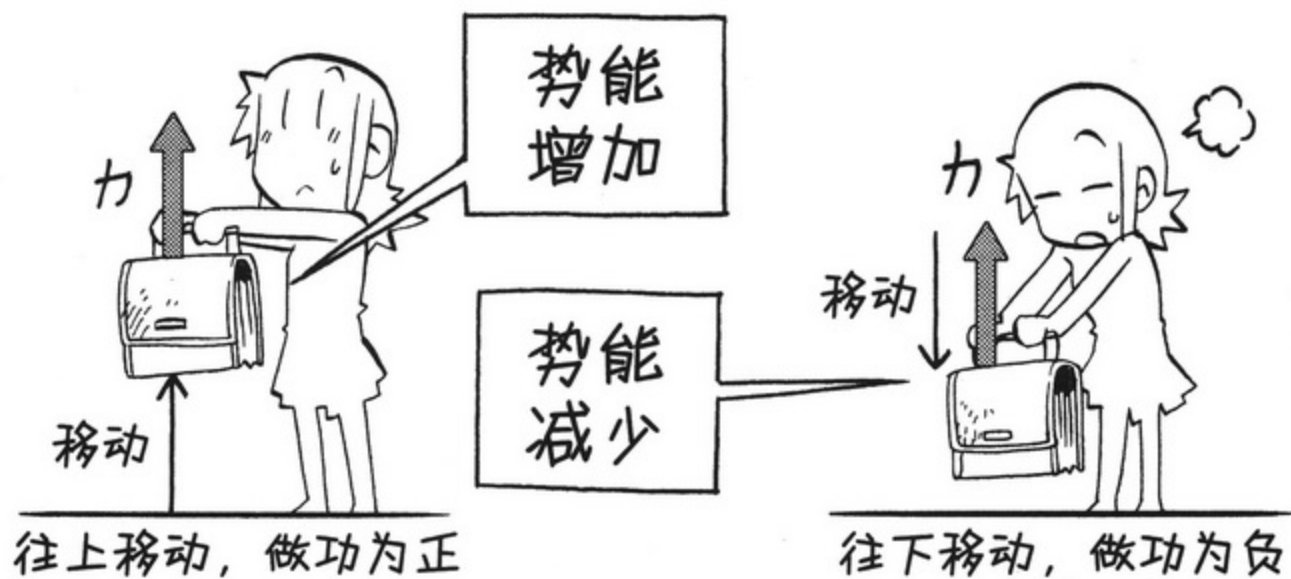 势能
增加
力
移动
往上移动，做功为正
势能
减少
力
移动
往下移动，做功为负